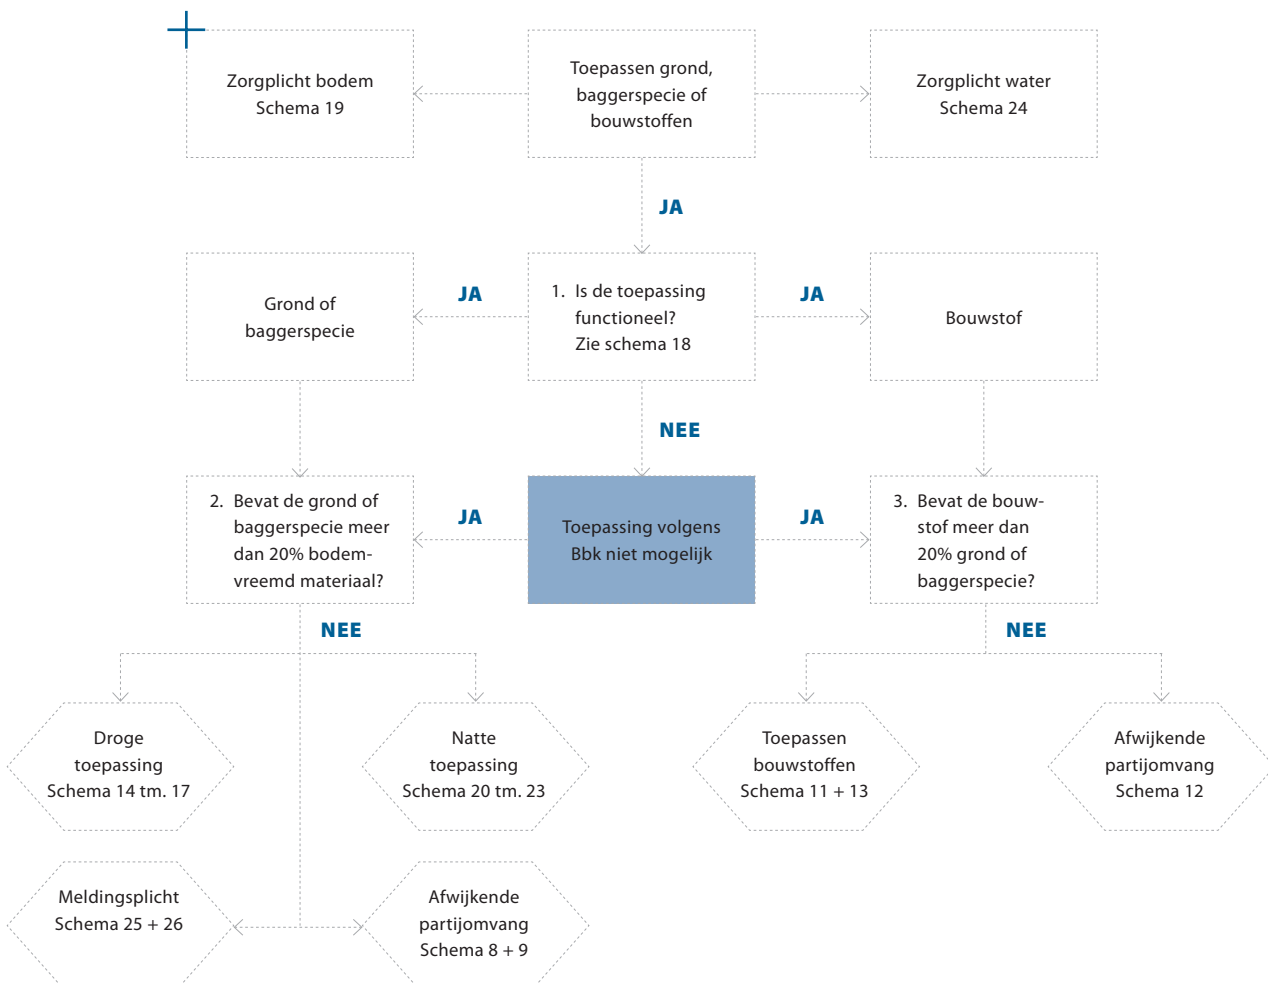 Zorgplicht bodem
Schema 19
Toepassen grond,
baggerspecie of
bouwstoffen
Zorgplicht water
Schema 24
JA
Grond of
baggerspecie
JA
1. Is de toepassing
functioneel?
Zie schema 18
JA
Bouwstof
NEE
2. Bevat de grond of
baggerspecie meer
dan 20% bodem-
vreemd materiaal?
JA
Toepassing volgens
Bbk niet mogelijk
JA
3. Bevat de bouw-
stof meer dan
20% grond of
baggerspecie?
NEE
NEE
Droge
toepassing
Schema 14 tm. 17
Natte
toepassing
Schema 20 tm. 23
Toepassen
bouwstoffen
Schema 11 + 13
Afwijkende
partijomvang
Schema 12
Meldingsplicht
Schema 25 + 26
Afwijkende
partijomvang
Schema 8 + 9